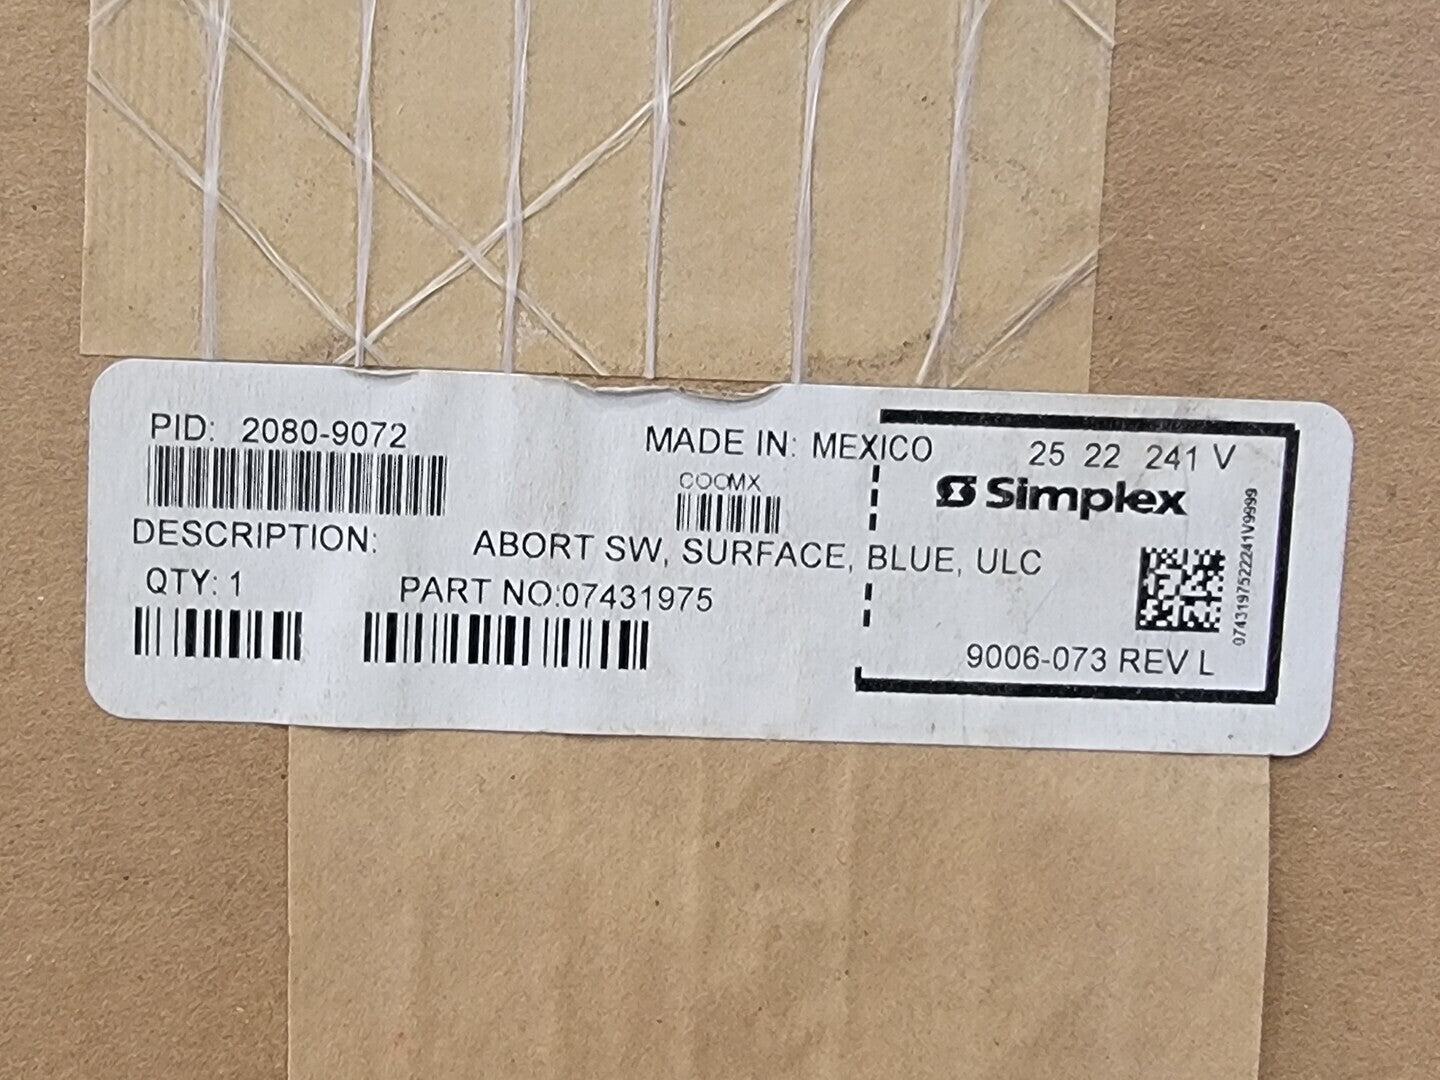 PID: 2080-9072
MADE IN: MEXICO
COOMX
25 22 241 V
Simplex
DESCRIPTION: ABORT SW, SURFACE, BLUE, ULC
QTY: 1
PART NO:07431975
9006-073 REV L
0743197522241V9999